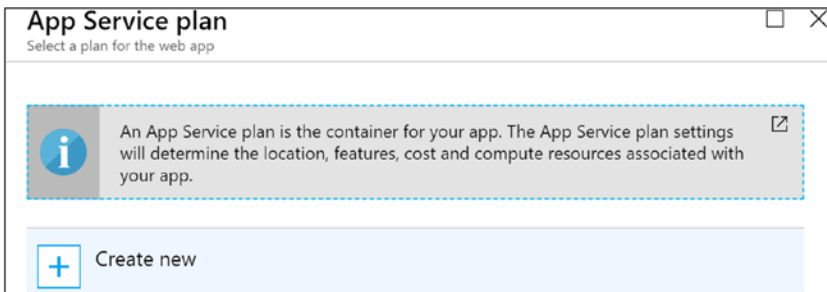 App Service plan
Select a plan for the web app
An App Service plan is the container for your app. The App Service plan settings
will determine the location, features, cost and compute resources associated with
your app.
Create new